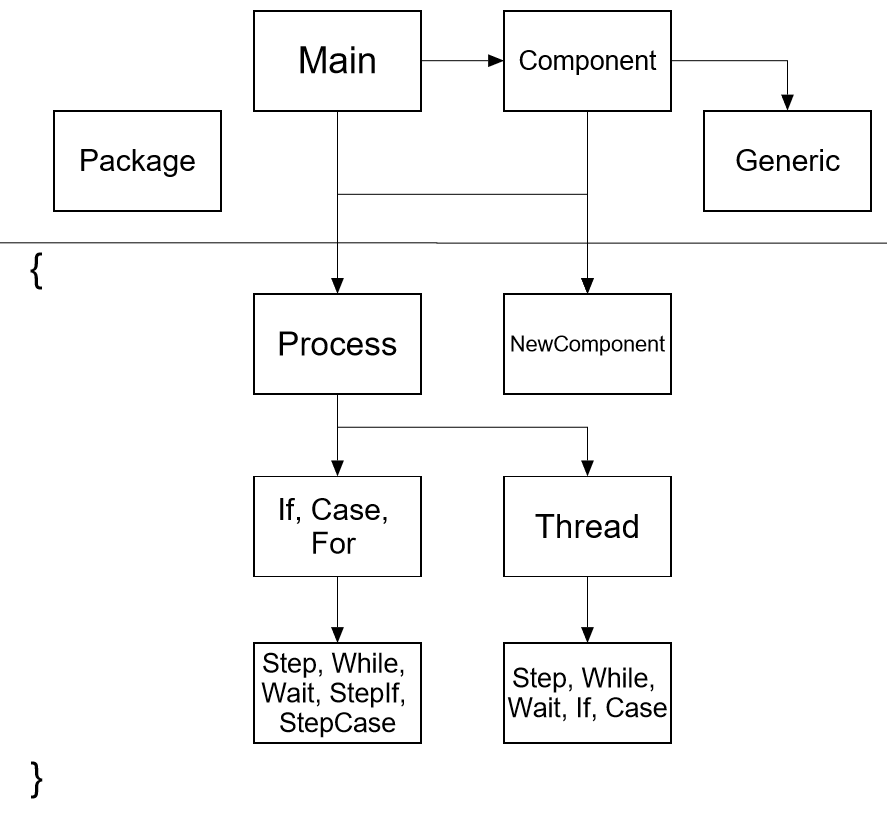 Main
Component
Package
Generic
{
Process
NewComponent
If, Case,
For
Thread
Step, While,
Wait, StepIf,
StepCase
Step, While,
Wait, If, Case
}